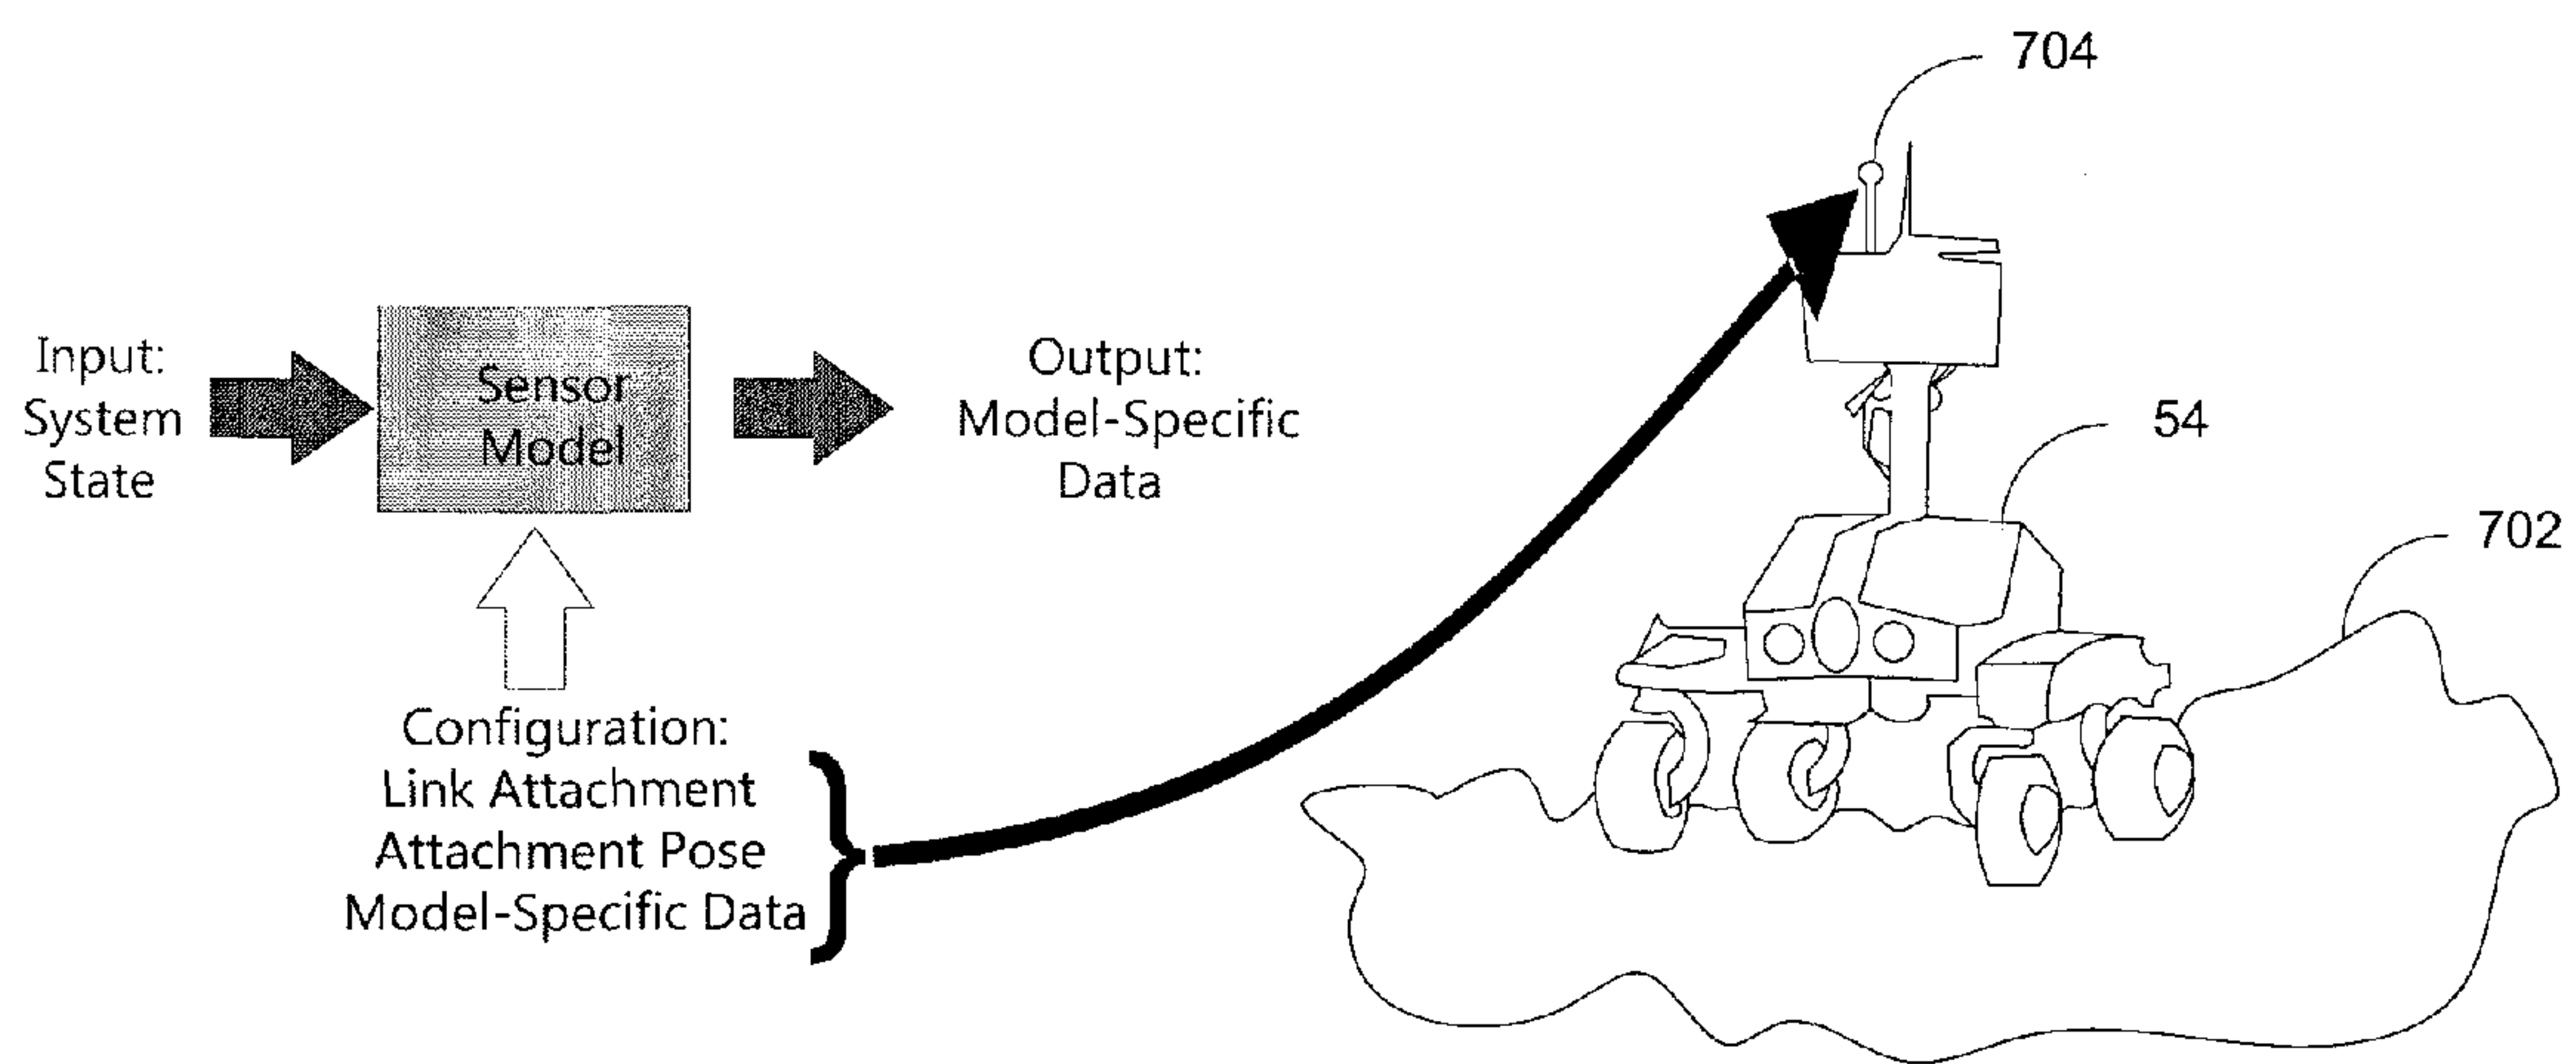 704
Input:
System
State
Sensor
Model
Output:
Model-Specific
Data
54
702
Configuration:
Link Attachment
Attachment Pose
Model-Specific Data